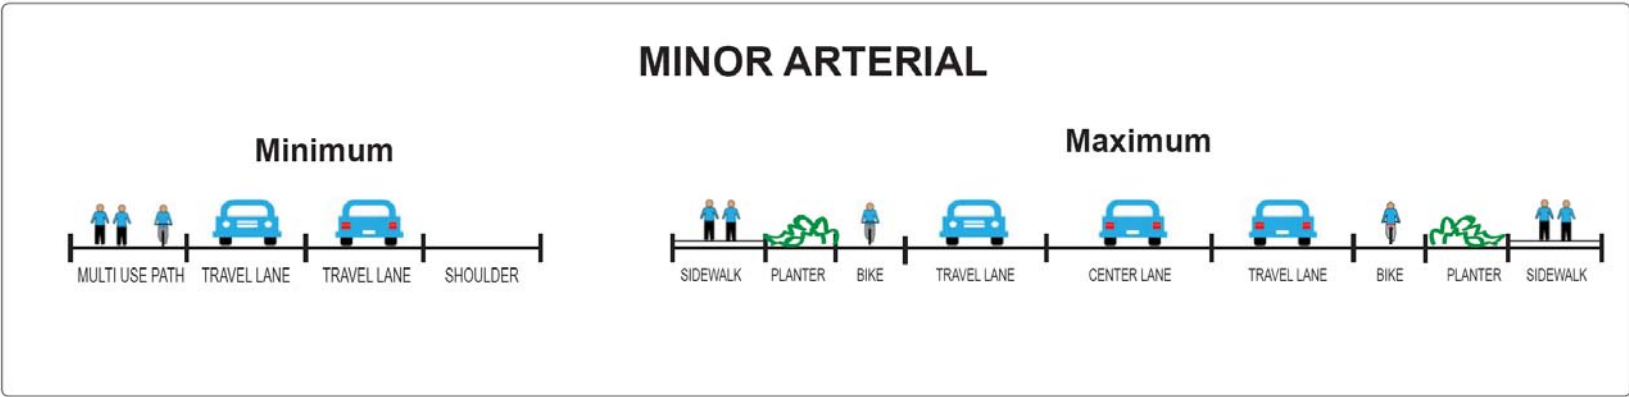 MINOR ARTERIAL
Minimum
MULTI USE PATH TRAVEL LANE TRAVEL LANE SHOULDER
Maximum
SIDEWALK PLANTER BIKE TRAVEL LANE CENTER LANE TRAVEL LANE BIKE PLANTER SIDEWALK